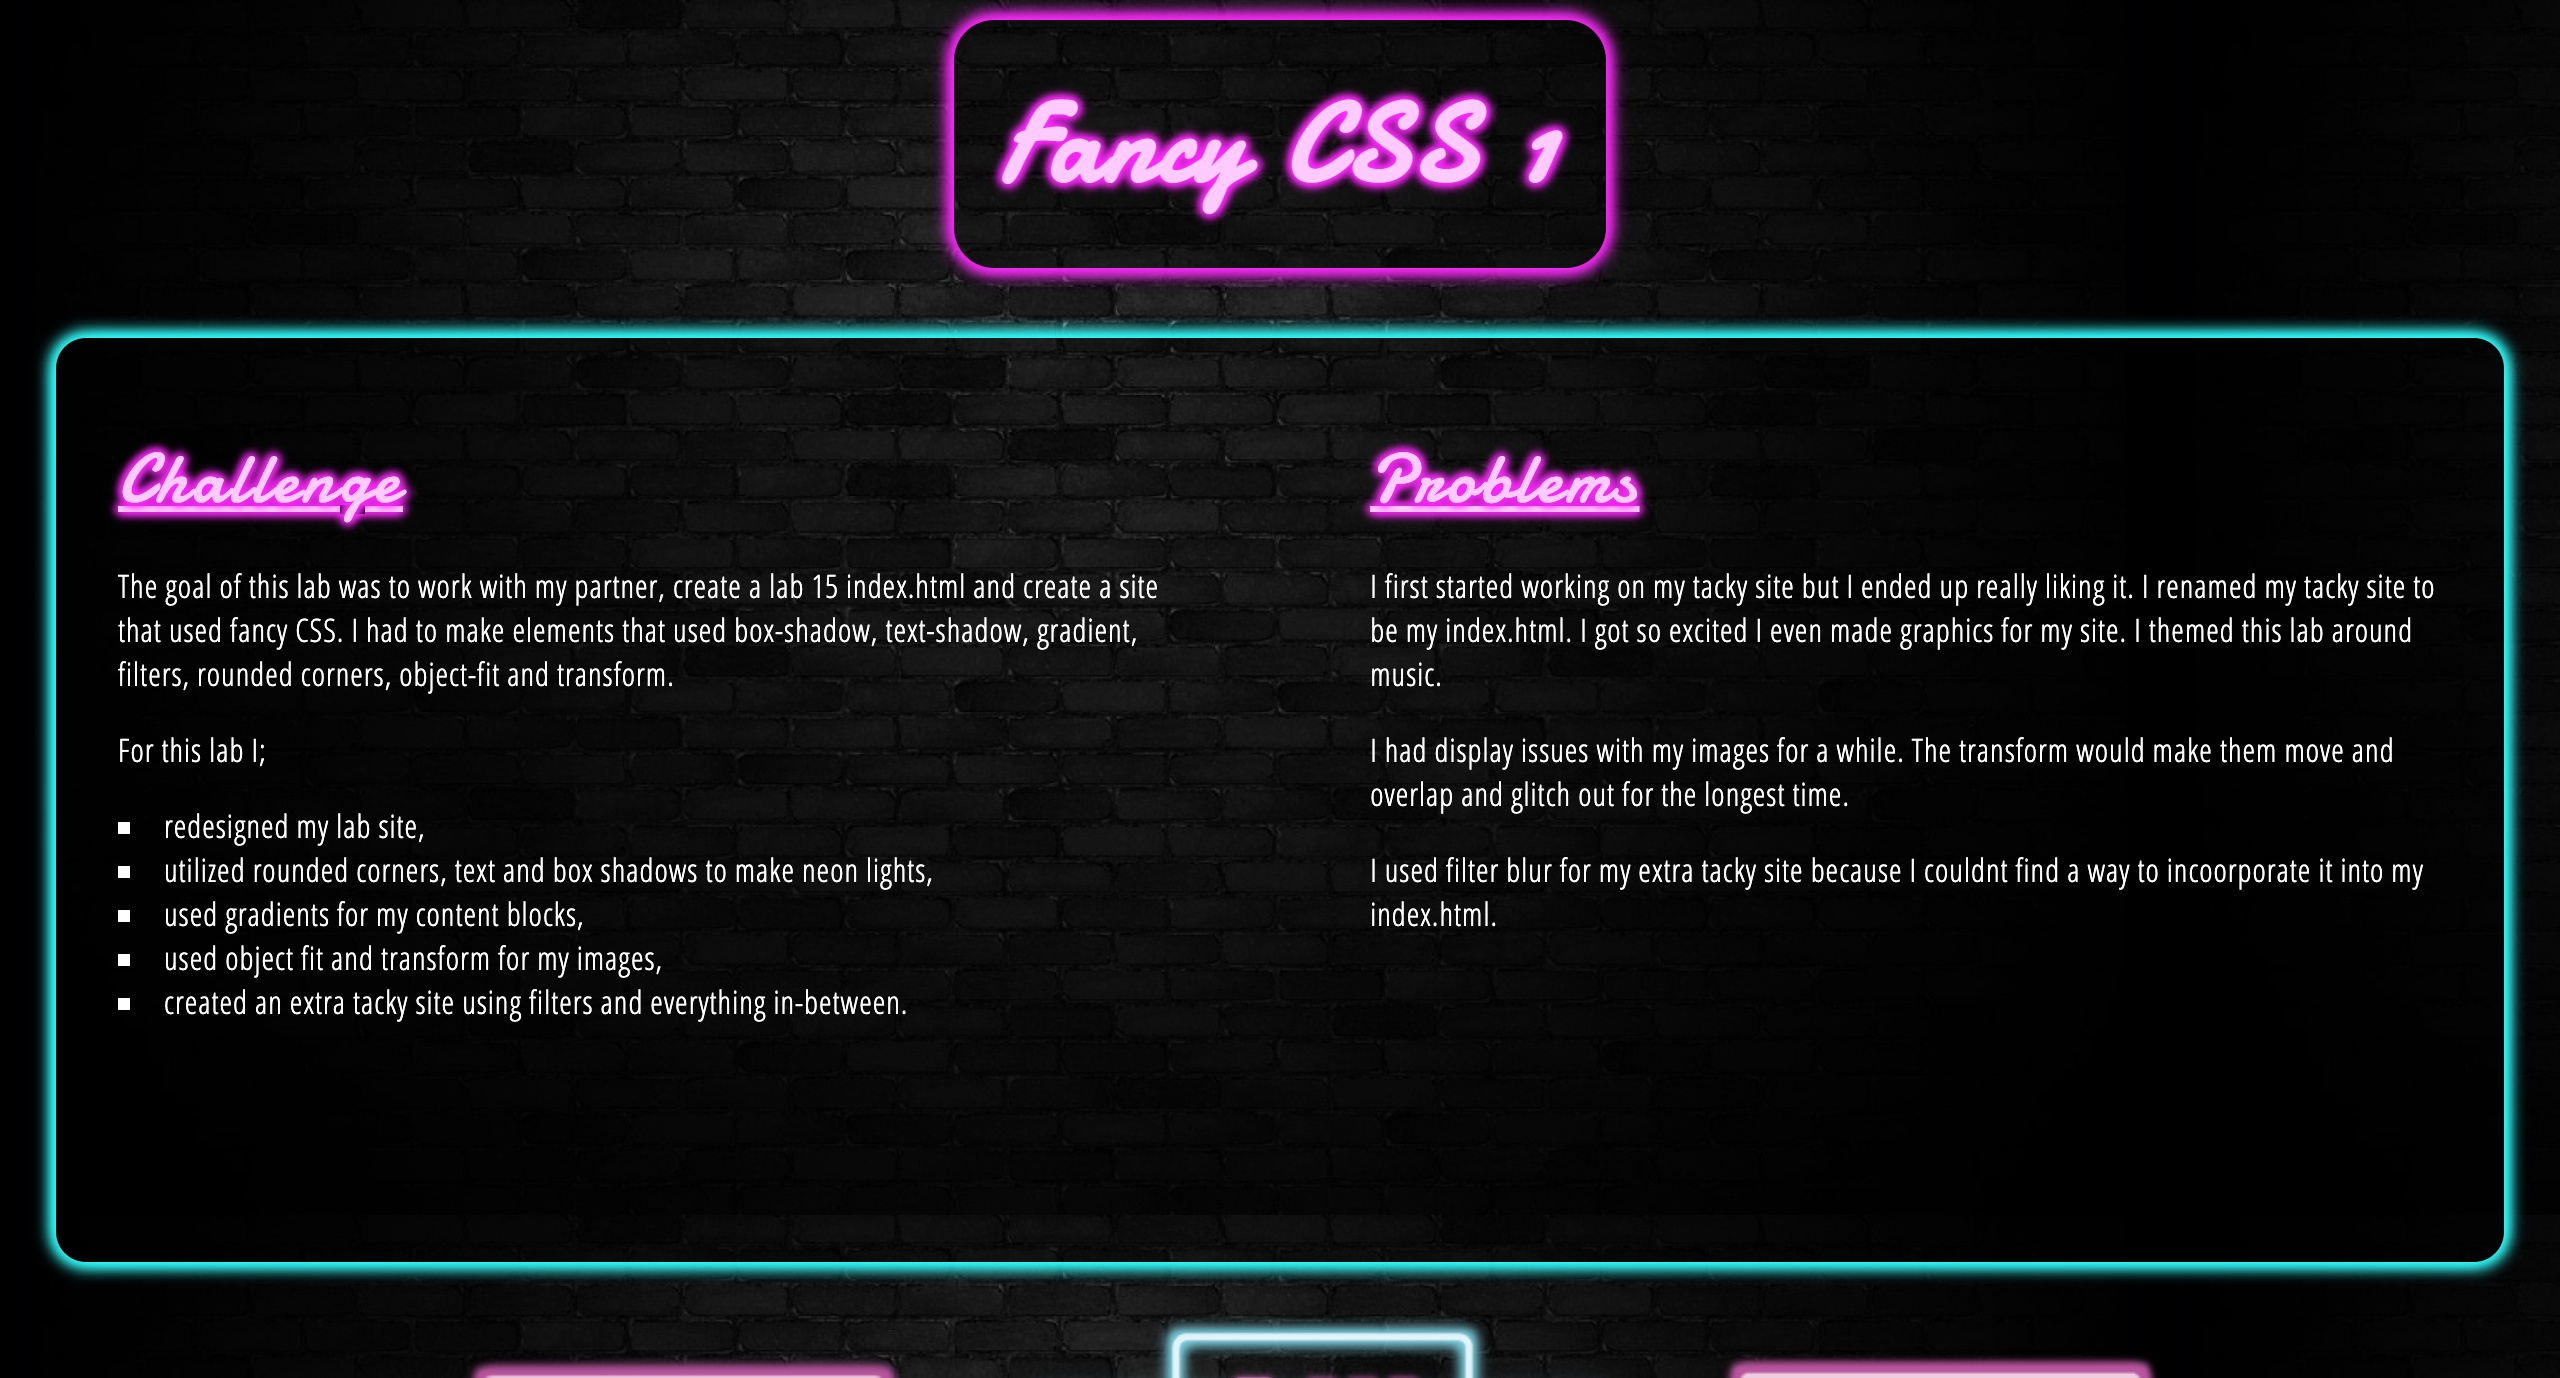 Fancy CSS 1
Challenge
The goal of this lab was to work with my partner, create a lab 15 index.html and create a site
that used fancy CSS. I had to make elements that used box-shadow, text-shadow, gradient,
filters, rounded corners, object-fit and transform.
For this lab I;
redesigned my lab site,
utilized rounded corners, text and box shadows to make neon lights,
used gradients for my content blocks,
used object fit and transform for my images,
created an extra tacky site using filters and everything in-between.
Problems
I first started working on my tacky site but I ended up really liking it. I renamed my tacky site to
be my index.html. I got so excited I even made graphics for my site. I themed this lab around
music.
I had display issues with my images for a while. The transform would make them move and
overlap and glitch out for the longest time.
I used filter blur for my extra tacky site because I couldnt find a way to incoorporate it into my
index.html.